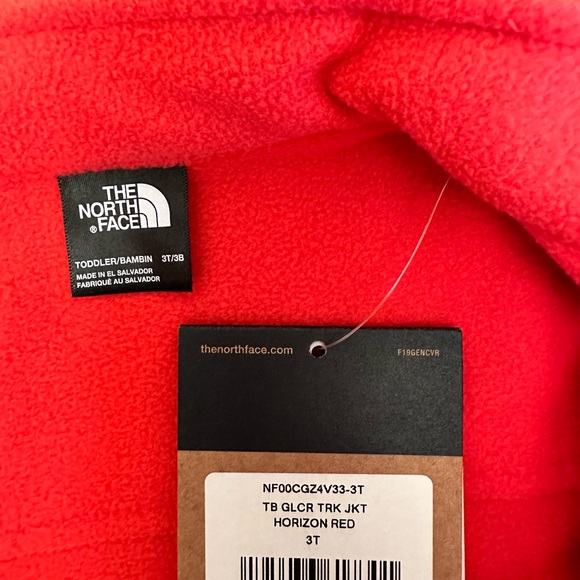 THE
NORTH
FACE®
TODDLER/BAMBIN 3T/3B
MADE IN EL SALVADOR
FABRIQUÉ AU SALVADOR
thenorthface.com
F19GENCVR
NF00CGZ4V33-3T
TB GLCR TRK JKT
HORIZON RED
3T